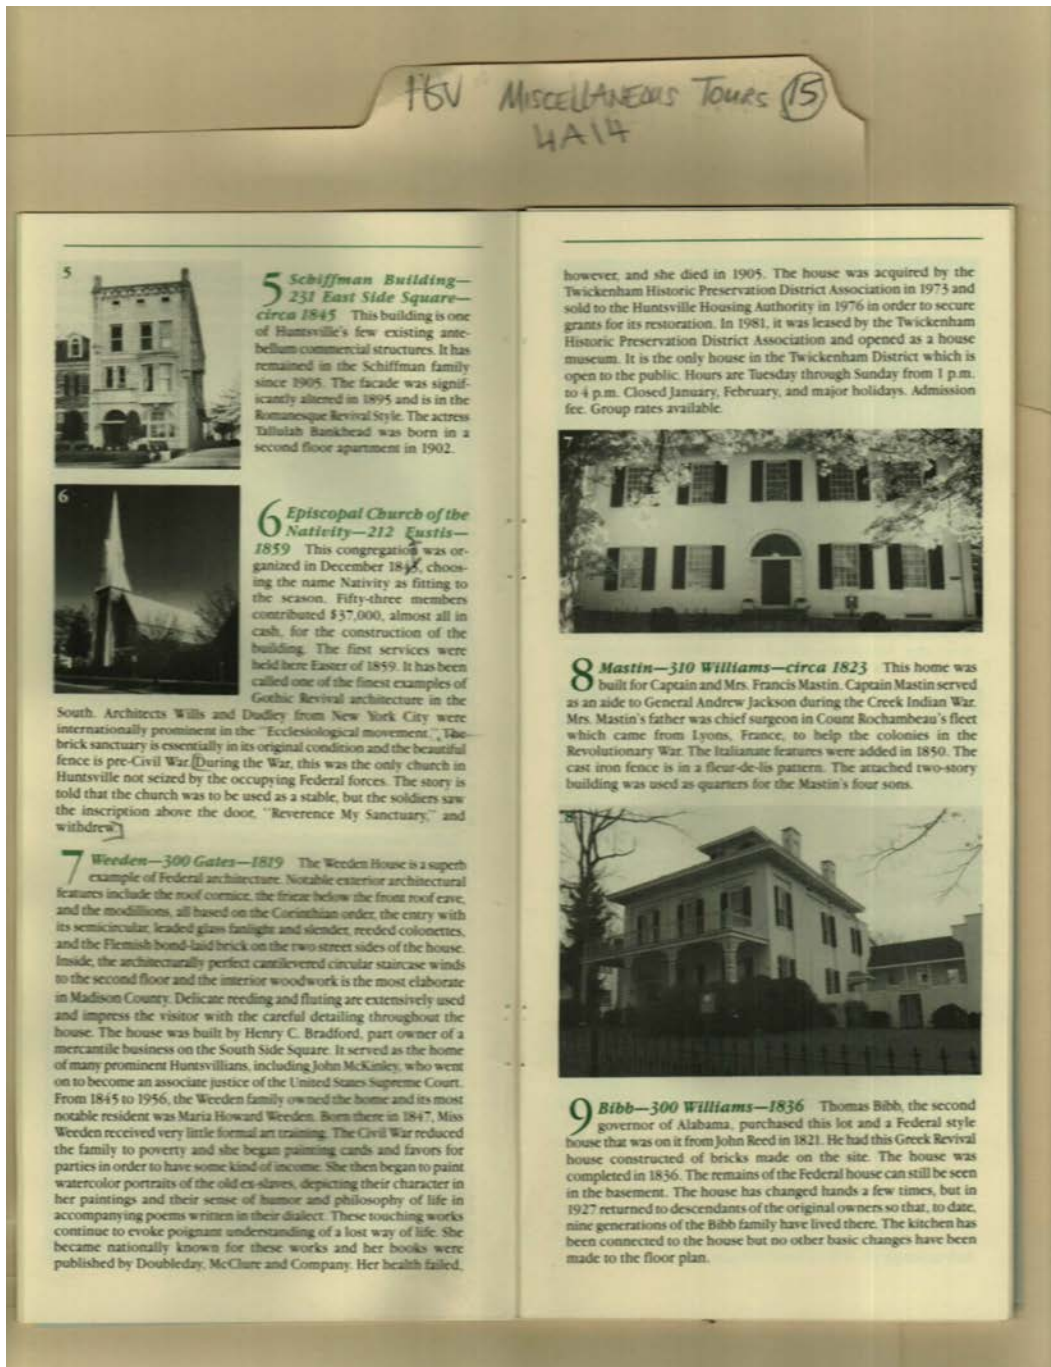 HSV MISCELLANEOUS TOURS 15
4A14
5
5 Schiffman Building—
231 East Side Square—
circa 1845 This building is one
of Huntsville's few existing ante-
bellum commercial structures. It has
remained in the Schiffman family
since 1905. The facade was signif-
icantly altered in 1895 and is in the
Romanesque Revival Style. The actress
Tallulah Bankhead was born in a
second floor apartment in 1902.
6
6 Episcopal Church of the
Nativity—212 Eustis—
1859 This congregation was or-
ganized in December 184, choos-
ing the name Nativity as fitting to
the season. Fifty-three members
contributed $37,000, almost all in
cash, for the construction of the
building. The first services were
held here Easter of 1859. It has been
called one of the finest examples of
Gothic Revival architecture in the
South. Architects Wills and Dudley from New York City were
internationally prominent in the "Ecclesiological movement." The
brick sanctuary is essentially in its original condition and the beautiful
fence is pre-Civil War. During the War, this was the only church in
Huntsville not seized by the occupying Federal forces. The story is
told that the church was to be used as a stable, but the soldiers saw
the inscription above the door, "Reverence My Sanctuary," and
withdrew.
7 Weeden—300 Gates—1819 The Weeden House is a superb
example of Federal architecture. Notable exterior architectural
features include the roof cornice, the frieze below the front roof eave,
and the modillions, all based on the Corinthian order, the entry with
its semicircular, leaded glass fanlight and slender, reeded colonettes,
and the Flemish bond-laid brick on the two street sides of the house.
Inside, the architecturally perfect cantilevered circular staircase winds
to the second floor and the interior woodwork is the most elaborate
in Madison County. Delicate reeding and fluting are extensively used
and impress the visitor with the careful detailing throughout the
house. The house was built by Henry C. Bradford, part owner of a
mercantile business on the South Side Square. It served as the home
of many prominent Huntsvillians, including John McKinley, who went
on to become an associate justice of the United States Supreme Court.
From 1845 to 1956, the Weeden family owned the home and its most
notable resident was Maria Howard Weeden. Born there in 1847, Miss
Weeden received very little formal art training. The Civil War reduced
the family to poverty and she began painting cards and favors for
parties in order to have some kind of income. She then began to paint
watercolor portraits of the old ex-slaves, depicting their character in
her paintings and their sense of humor and philosophy of life in
accompanying poems written in their dialect. These touching works
continue to evoke poignant understanding of a lost way of life. She
became nationally known for these works and her books were
published by Doubleday, McClure and Company. Her health failed,
however, and she died in 1905. The house was acquired by the
Twickenham Historic Preservation District Association in 1973 and
sold to the Huntsville Housing Authority in 1976 in order to secure
grants for its restoration. In 1981, it was leased by the Twickenham
Historic Preservation District Association and opened as a house
museum. It is the only house in the Twickenham District which is
open to the public. Hours are Tuesday through Sunday from 1 p.m.
to 4 p.m. Closed January, February, and major holidays. Admission
fee. Group rates available.
7
8 Mastin—310 Williams—circa 1823 This home was
built for Captain and Mrs. Francis Mastin. Captain Mastin served
as an aide to General Andrew Jackson during the Creek Indian War.
Mrs. Mastin's father was chief surgeon in Count Rochambeau's fleet
which came from Lyons, France, to help the colonies in the
Revolutionary War. The Italianate features were added in 1850. The
cast iron fence is in a fleur-de-lis pattern. The attached two-story
building was used as quarters for the Mastin's four sons.
8
9 Bibb—300 Williams—1836 Thomas Bibb, the second
governor of Alabama, purchased this lot and a Federal style
house that was on it from John Reed in 1821. He had this Greek Revival
house constructed of bricks made on the site. The house was
completed in 1836. The remains of the Federal house can still be seen
in the basement. The house has changed hands a few times, but in
1927 returned to descendants of the original owners so that, to date,
nine generations of the Bibb family have lived there. The kitchen has
been connected to the house but no other basic changes have been
made to the floor plan.